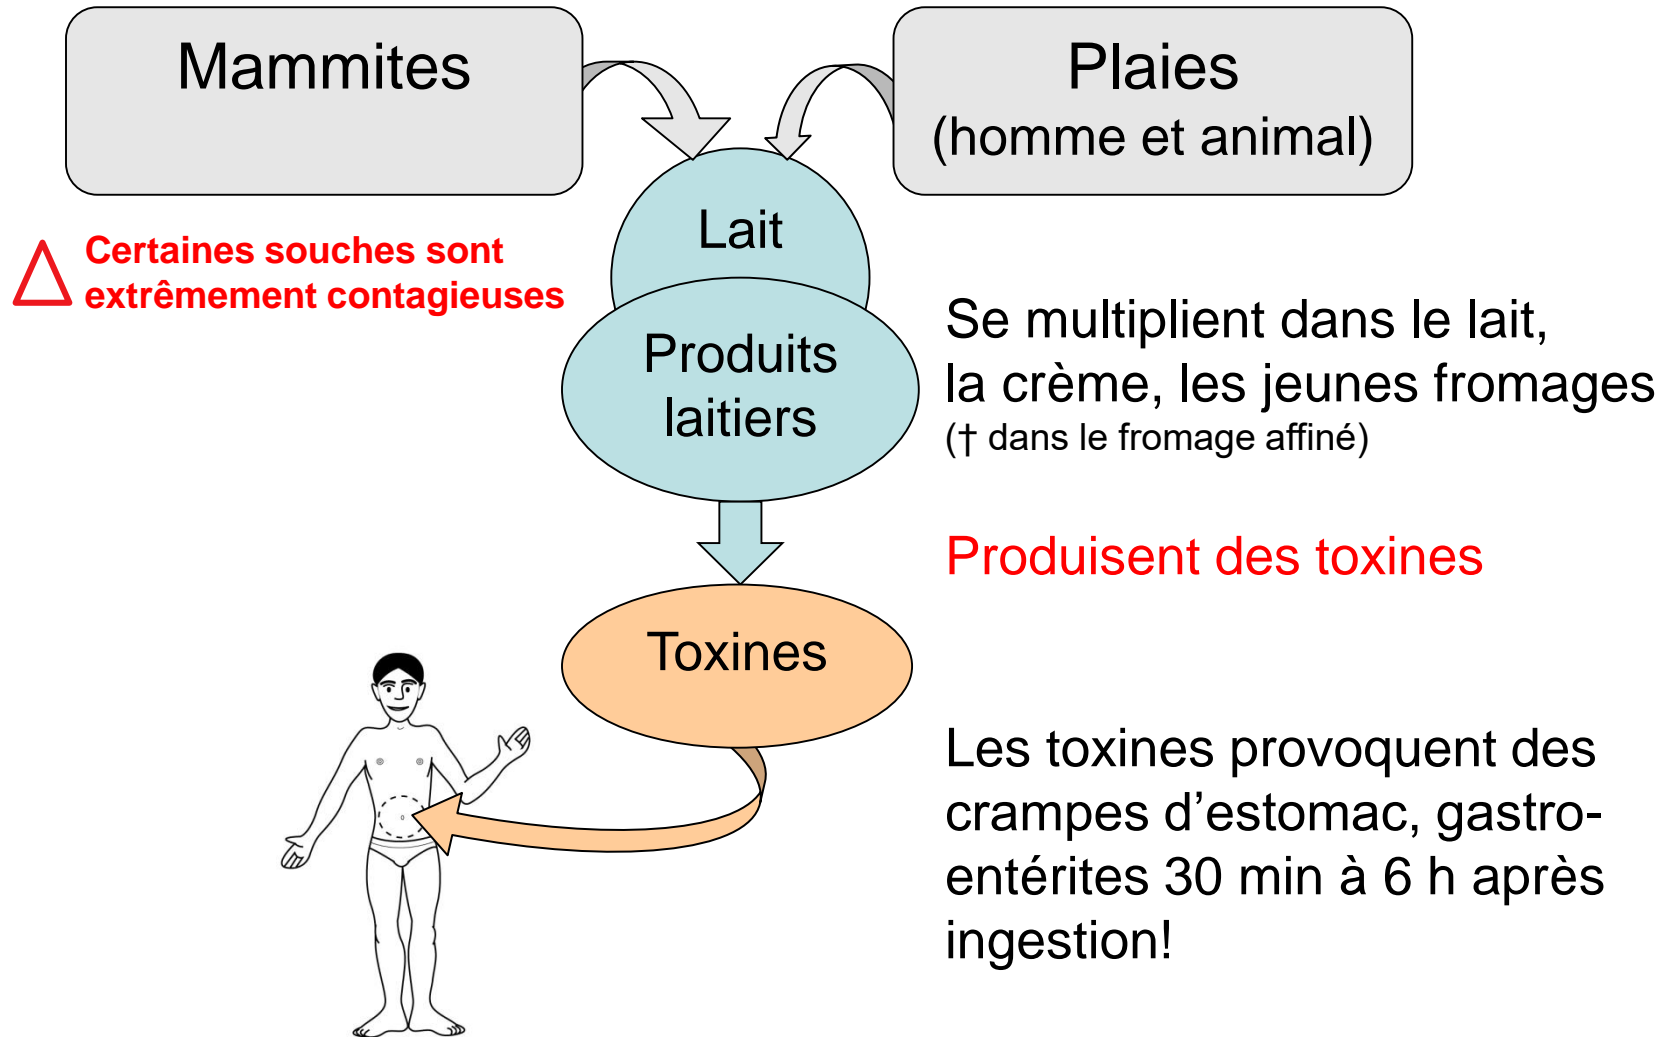 Mammites
Plaies
(homme et animal)
Certaines souches sont
extrêmement contagieuses
Lait
Produits
laitiers
Se multiplient dans le lait,
la crème, les jeunes fromages
(† dans le fromage affiné)
Produisent des toxines
Toxines
Les toxines provoquent des
crampes d’estomac, gastro-
entérites 30 min à 6 h après
ingestion!